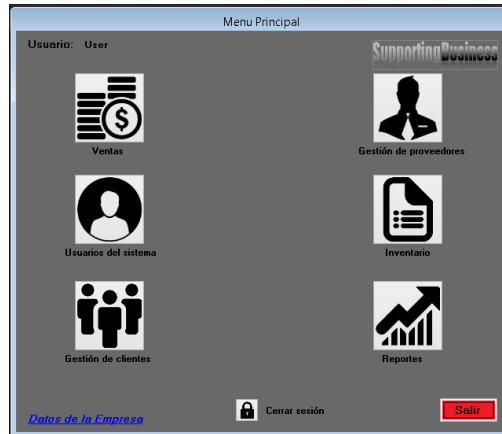 Menu Principal
Usuario: User
SupportingBusiness
Ventas
Gestión de proveedores
Usuarios del sistema
Inventario
Gestión de clientes
Reportes
Datos de la Empresa
Cerrar sesión
Salir